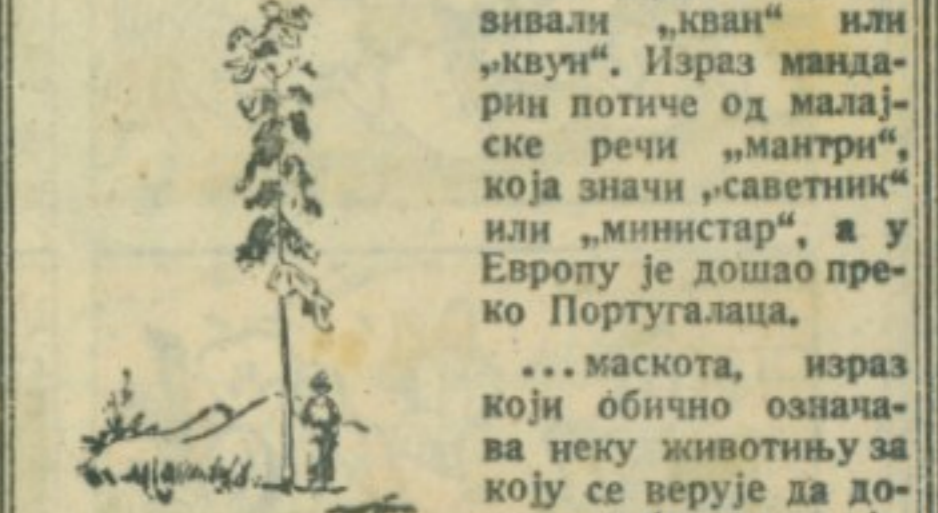 зивали „кван“ или
„квун“. Израз манда-
рин потиче од малај-
ске речи „мантри“,
која значи „саветник“
или „министар“, а у
Европу је дошао пре-
ко Португалаца.
...маскота, израз
који обично означа-
ва неку животињу за
коју се верује да до-